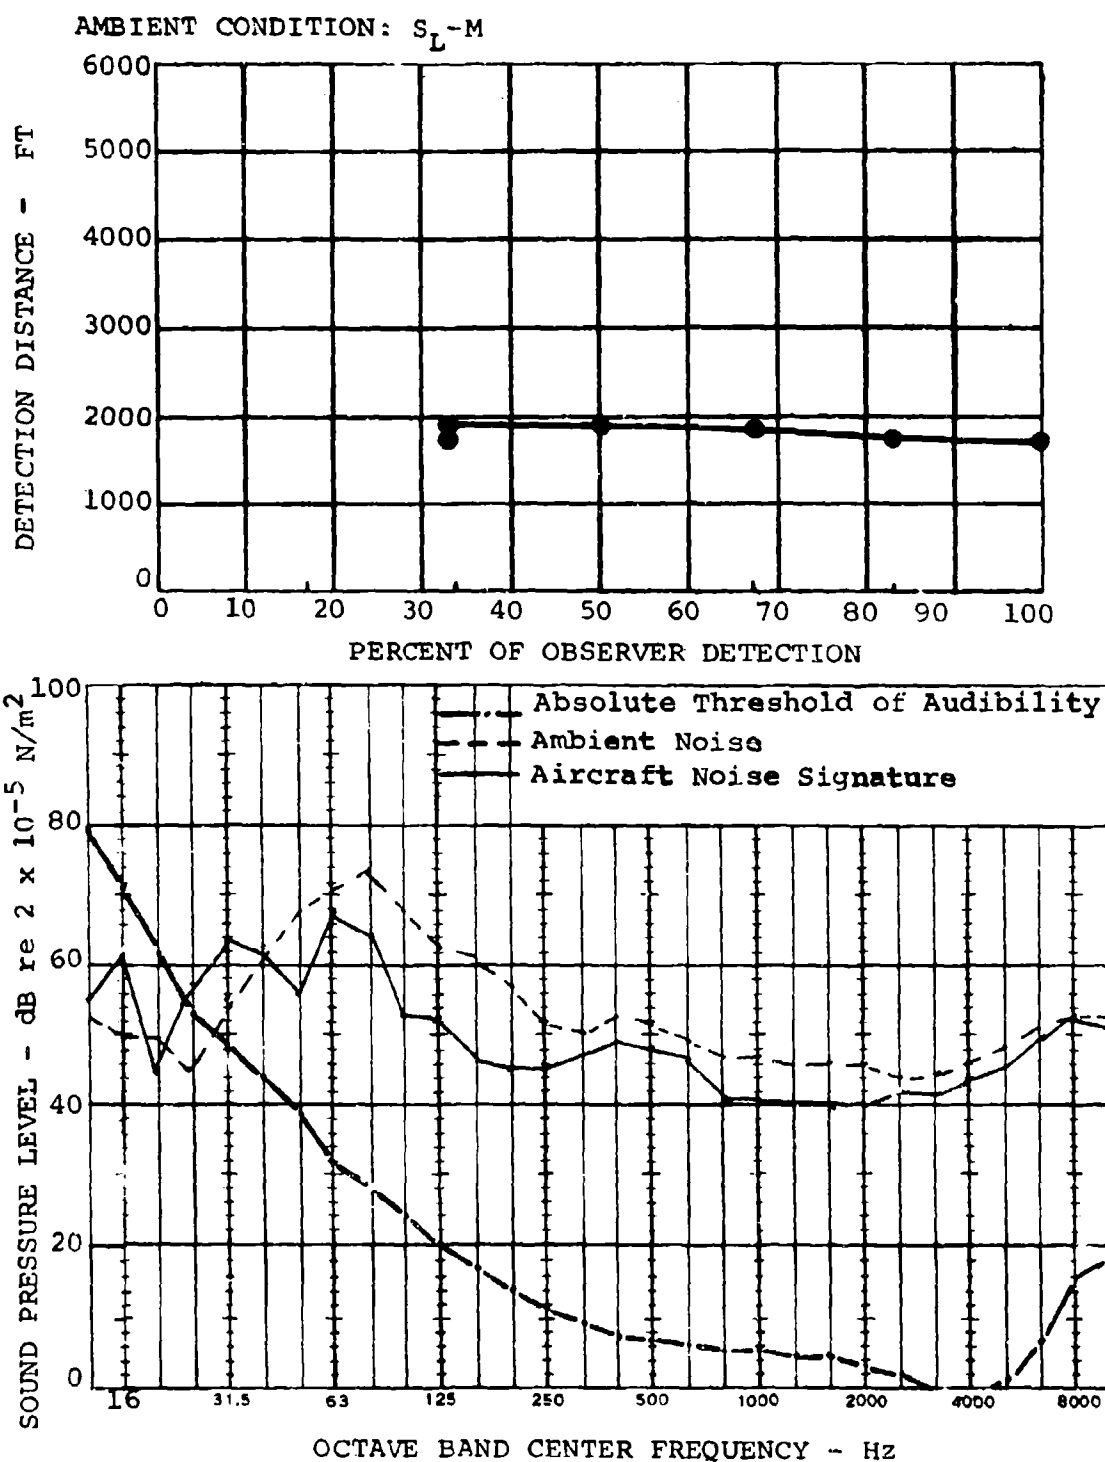 AMBIENT CONDITION: SL-M
6000
5000
4000
3000
2000
1000
0
DETECTION DISTANCE - FT
0 10 20 30 40 50 60 70 80 90 100
PERCENT OF OBSERVER DETECTION
100
80
60
40
20
0
SOUND PRESSURE LEVEL - dB re 2 x 10-5 N/m2
Absolute Threshold of Audibility
Ambient Noise
Aircraft Noise Signature
16 31.5 63 125 250 500 1000 2000 4000 8000
OCTAVE BAND CENTER FREQUENCY - Hz